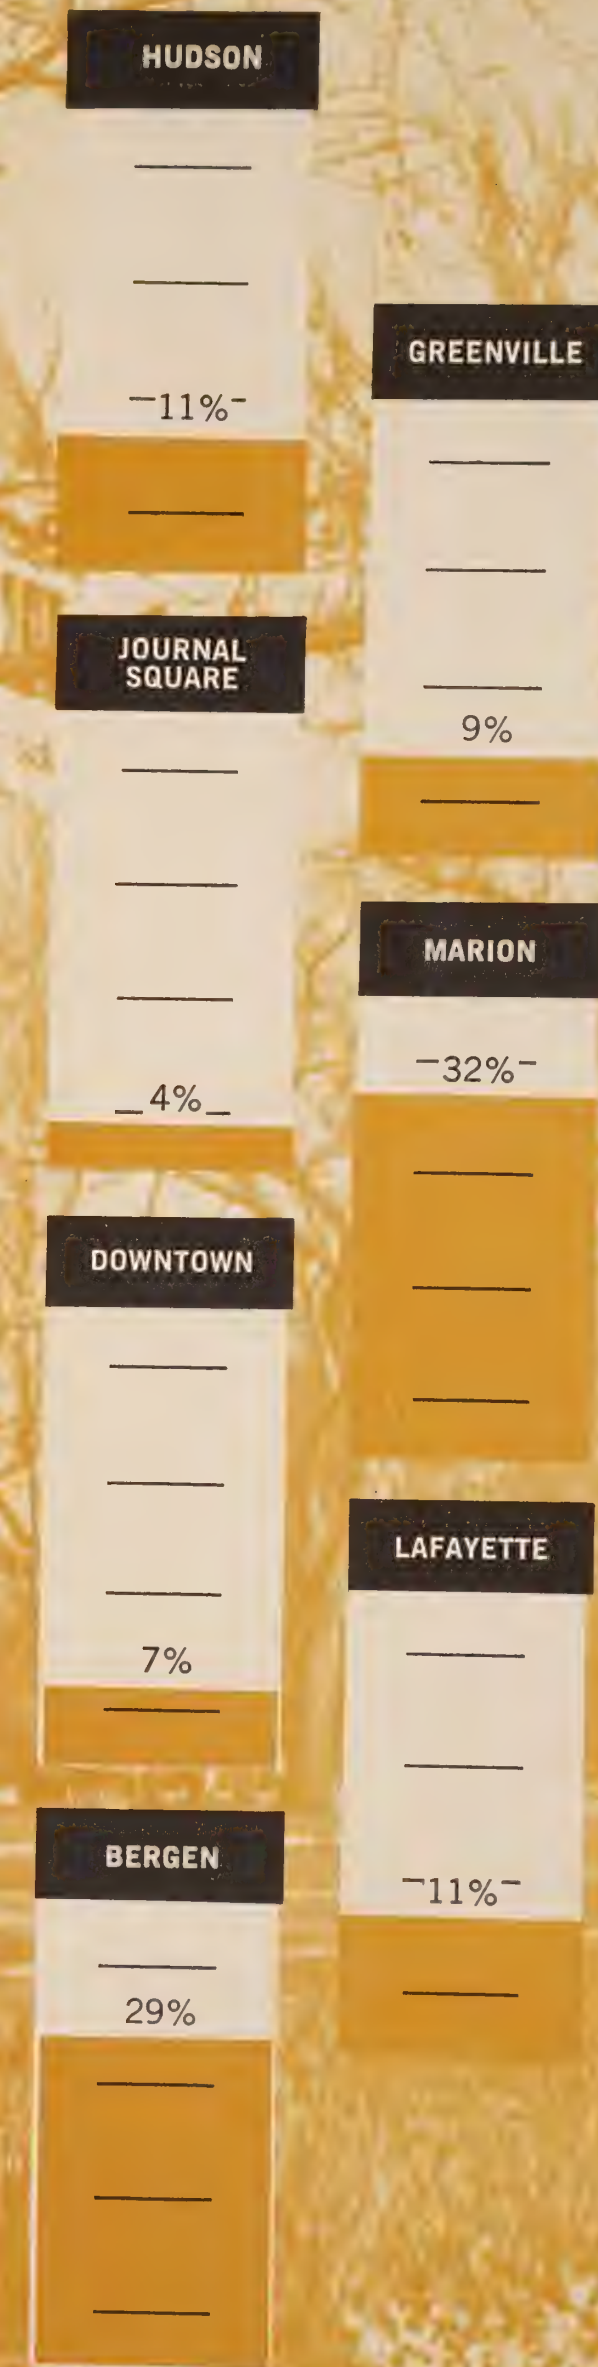 HUDSON
11%
GREENVILLE
9%
JOURNAL
SQUARE
4%
MARION
32%
DOWNTOWN
7%
LAFAYETTE
11%
BERGEN
29%